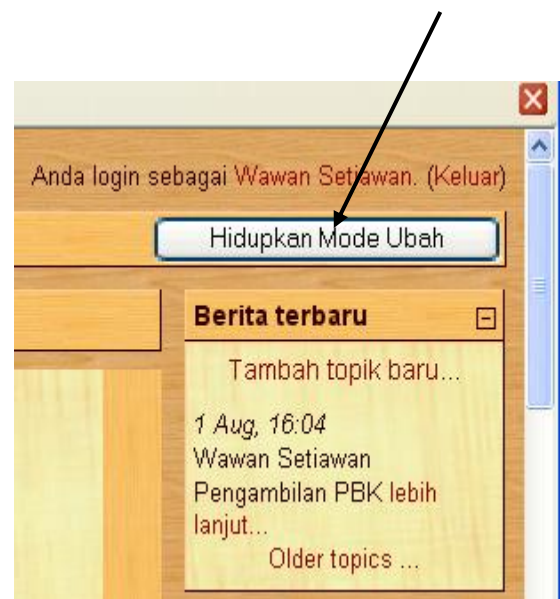 Anda login sebagai Wawan Setiawan. (Keluar)
Hidupkan Mode Ubah
Berita terbaru
Tambah topik baru...
1 Aug, 16:04
Wawan Setiawan
Pengambilan PBK lebih
lanjut...
Older topics ...